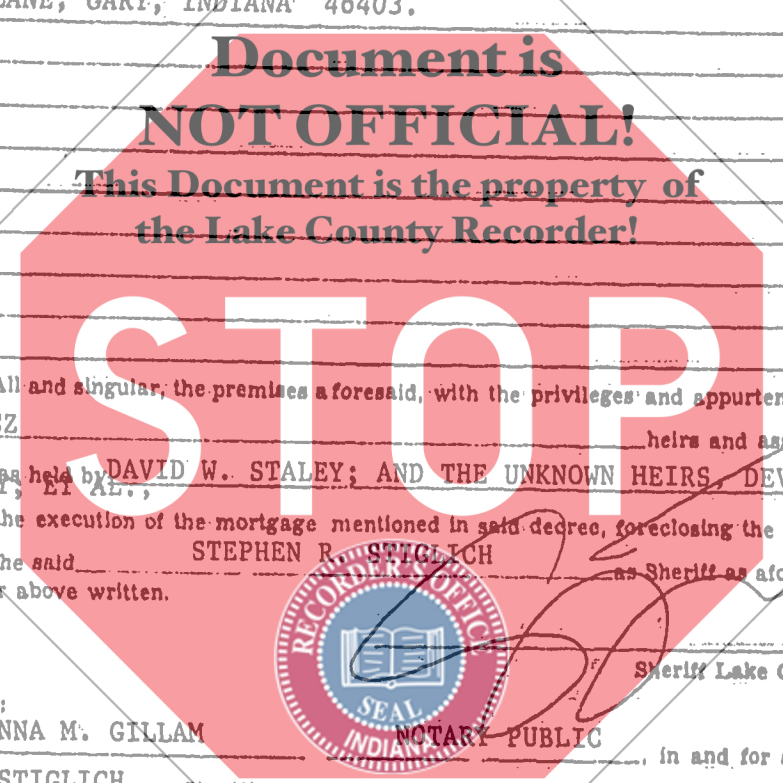 LANE, GARY, INDIANA 46403.
Document is
NOT OFFICIAL!
This Document is the property of
the Lake County Recorder!
STOP
All and singular, the premises aforesaid, with the privileges and appurten
SZ heirs and as
as held by DAVID W. STALEY; AND THE UNKNOWN HEIRS, DEV
Y, ET AL.,
the execution of the mortgage mentioned in said decree, foreclosing the
he said STEPHEN R. STIGLICH as Sheriff as afo
r above written.
RECORDER'S OFFICE
SEAL
INDIANA
Sheriff Lake C
NNA M. GILLAM NOTARY PUBLIC , in and for
STIGLICH